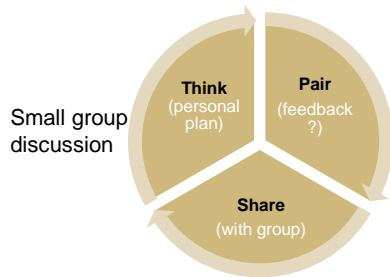 Small group
discussion
Think
(personal
plan)
Pair
(feedback
?)
Share
(with group)